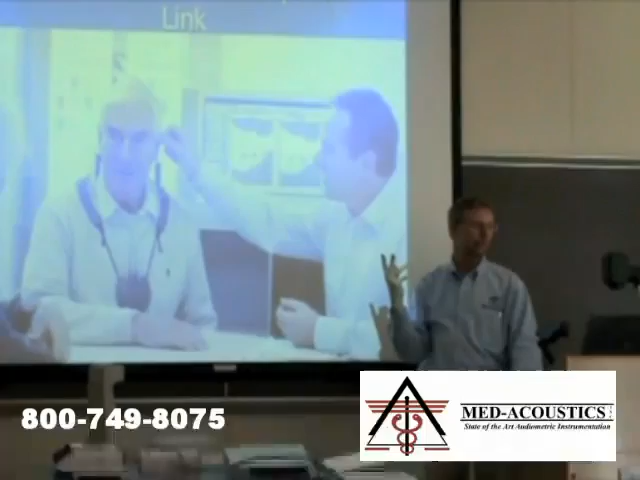 Link
800-749-8075
MED-ACOUSTICS
State of the Art Audiometric Instrumentation